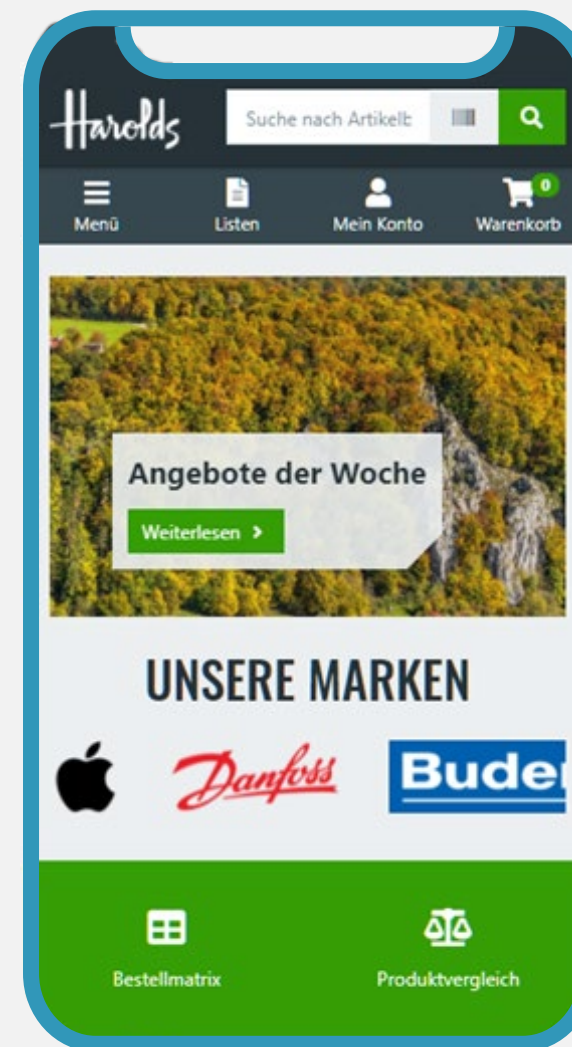 Harolds
Suche nach Artikelb
0
Menü
Listen
Mein Konto
Warenkorb
Angebote der Woche
Weiterlesen
UNSERE MARKEN
Danfoss
Buder
Bestellmatrix
Produktvergleich